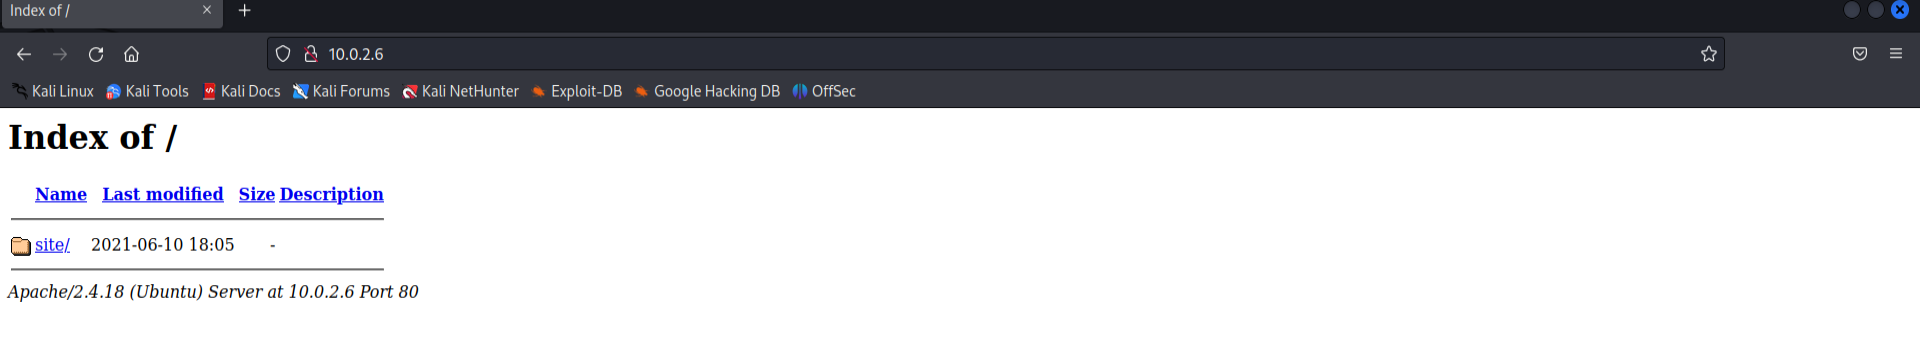 Index of /
10.0.2.6
Kali Linux Kali Tools Kali Docs Kali Forums Kali NetHunter Exploit-DB Google Hacking DB OffSec
Index of /
Name Last modified Size Description
site/ 2021-06-10 18:05 -
Apache/2.4.18 (Ubuntu) Server at 10.0.2.6 Port 80